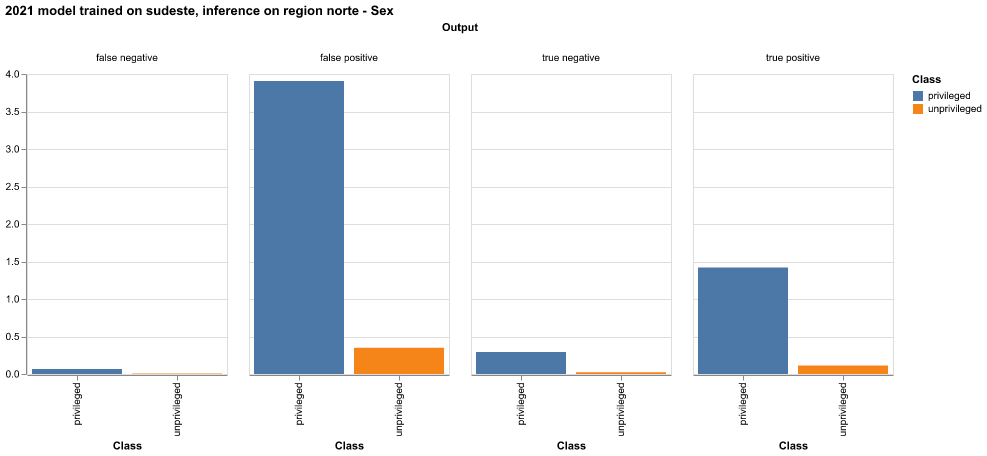 2021 model trained on sudeste, inference on region norte - Sex
Output
false negative
false positive
true negative
true positive
4.0
3.5
3.0
2.5
2.0
1.5
1.0
0.5
0.0
privileged
unprivileged
privileged
unprivileged
privileged
unprivileged
privileged
unprivileged
Class
Class
Class
Class
Class
privileged
unprivileged